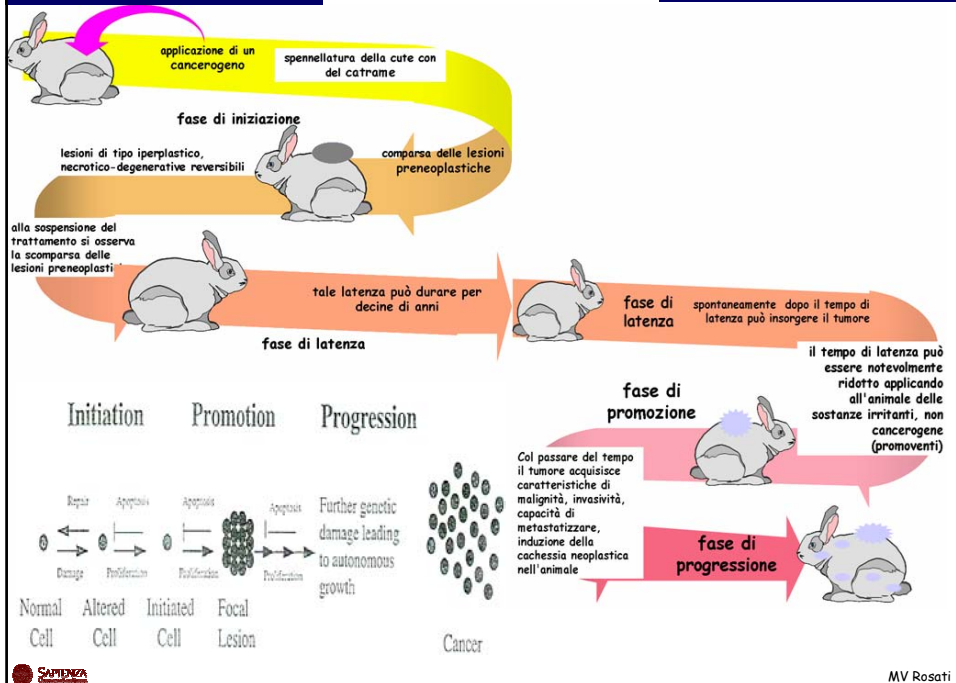 applicazione di un
cancerogeno
spennellatura della cute con
del catrame
fase di iniziazione
lesioni di tipo iperplastico,
necrotico-degenerative reversibili
comparsa delle lesioni
preneoplastiche
alla sospensione del
trattamento si osserva
la scomparsa delle
lesioni preneoplasti
tale latenza può durare per
decine di anni
fase di latenza
fase di
latenza
spontaneamente dopo il tempo di
latenza può insorgere il tumore
il tempo di latenza può
essere notevolmente
ridotto applicando
all'animale delle
sostanze irritanti, non
cancerogene
(promoventi)
fase di
promozione
Col passare del tempo
il tumore acquisisce
caratteristiche di
malignità, invasività,
capacità di
metastatizzare,
induzione della
cachessia neoplastica
nell'animale
fase di
progressione
Initiation Promotion Progression
Repair Apoptosis Apoptosis Apoptosis
Damage Proliferation Proliferation Proliferation
Further genetic
damage leading
to autonomous
growth
Normal Altered Initiated Focal
Cell Cell Cell Lesion
Cancer
SAPIENZA
MV Rosati